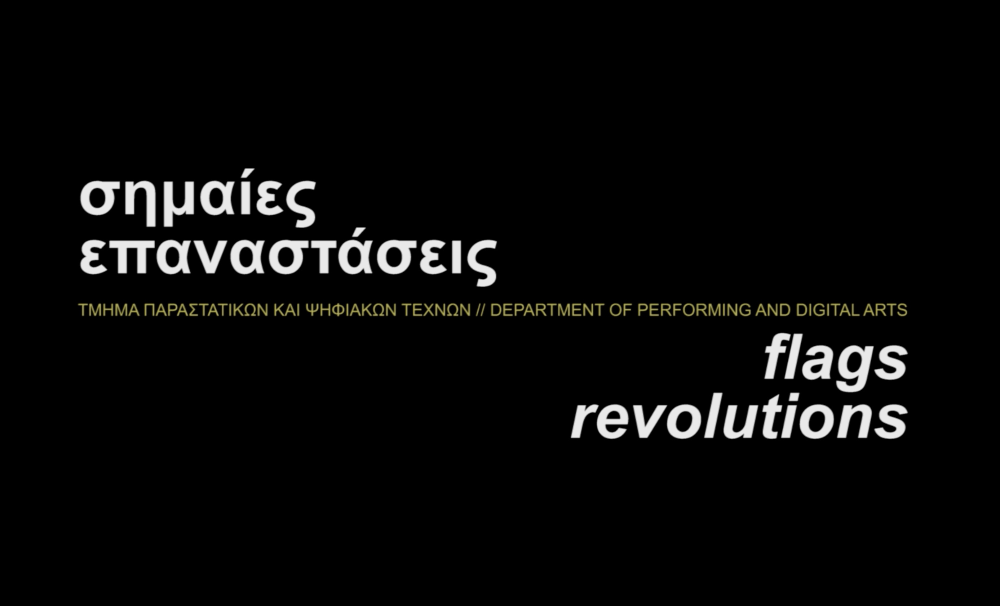 σημαίες
επαναστάσεις
ΤΜΗΜΑ ΠΑΡΑΣΤΑΤΙΚΩΝ ΚΑΙ ΨΗΦΙΑΚΩΝ ΤΕΧΝΩΝ // DEPARTMENT OF PERFORMING AND DIGITAL ARTS
flags
revolutions